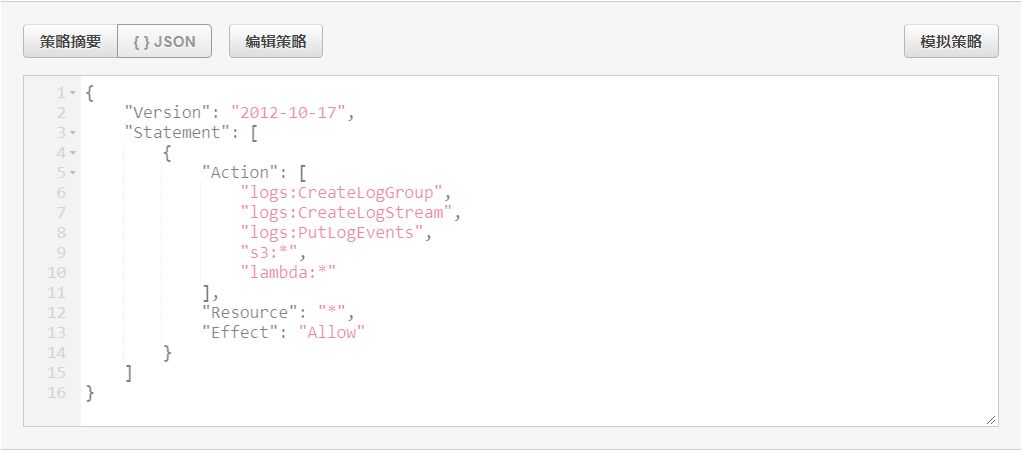 策略摘要 { } JSON 编辑策略 模拟策略
1 {
2 "Version": "2012-10-17",
3 "Statement": [
4 {
5 "Action": [
6 "logs:CreateLogGroup",
7 "logs:CreateLogStream",
8 "logs:PutLogEvents",
9 "s3:*",
10 "lambda:*"
11 ],
12 "Resource": "*",
13 "Effect": "Allow"
14 }
15 ]
16 }